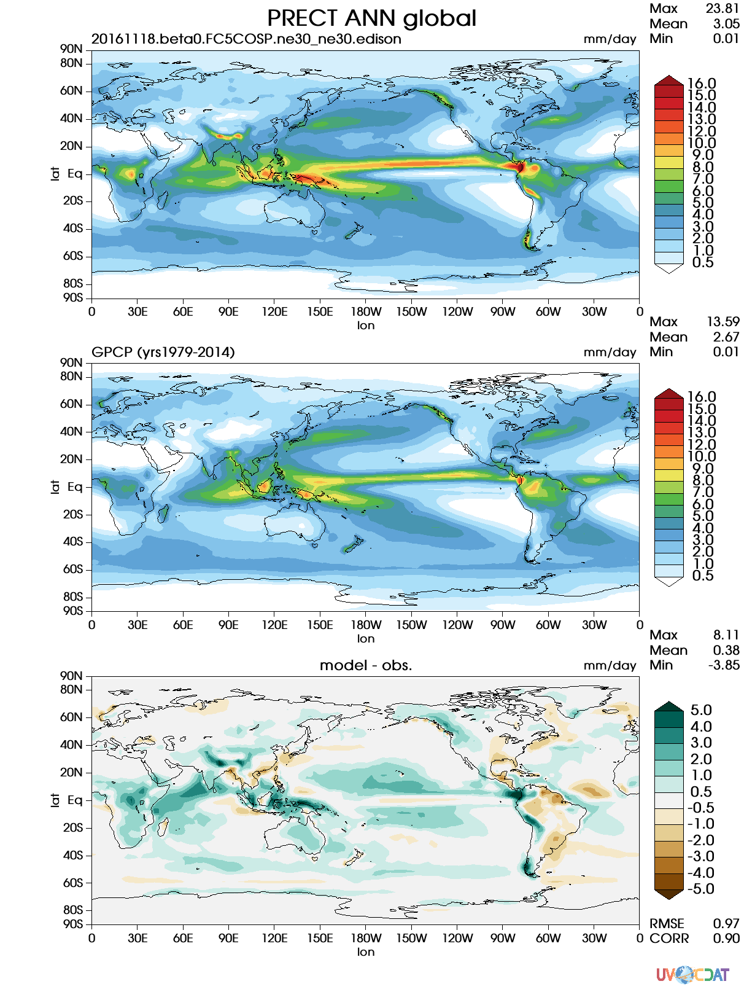 PRECT ANN global
20161118.beta0.FC5COSP.ne30_ne30.edison
mm/day
Max 23.81
Mean 3.05
Min 0.01
90N
80N
60N
40N
20N
Eq
20S
40S
60S
80S
90S
lat
0 30E 60E 90E 120E 150E 180W 150W 120W 90W 60W 30W 0
lon
16.0
15.0
14.0
13.0
12.0
10.0
9.0
8.0
7.0
6.0
5.0
4.0
3.0
2.0
1.0
0.5
GPCP (yrs1979-2014)
mm/day
Max 13.59
Mean 2.67
Min 0.01
90N
80N
60N
40N
20N
Eq
20S
40S
60S
80S
90S
lat
0 30E 60E 90E 120E 150E 180W 150W 120W 90W 60W 30W 0
lon
16.0
15.0
14.0
13.0
12.0
10.0
9.0
8.0
7.0
6.0
5.0
4.0
3.0
2.0
1.0
0.5
model - obs.
mm/day
Max 8.11
Mean 0.38
Min -3.85
90N
80N
60N
40N
20N
Eq
20S
40S
60S
80S
90S
lat
0 30E 60E 90E 120E 150E 180W 150W 120W 90W 60W 30W 0
lon
5.0
4.0
3.0
2.0
1.0
0.5
-0.5
-1.0
-2.0
-3.0
-4.0
-5.0
RMSE 0.97
CORR 0.90
UV CDAT